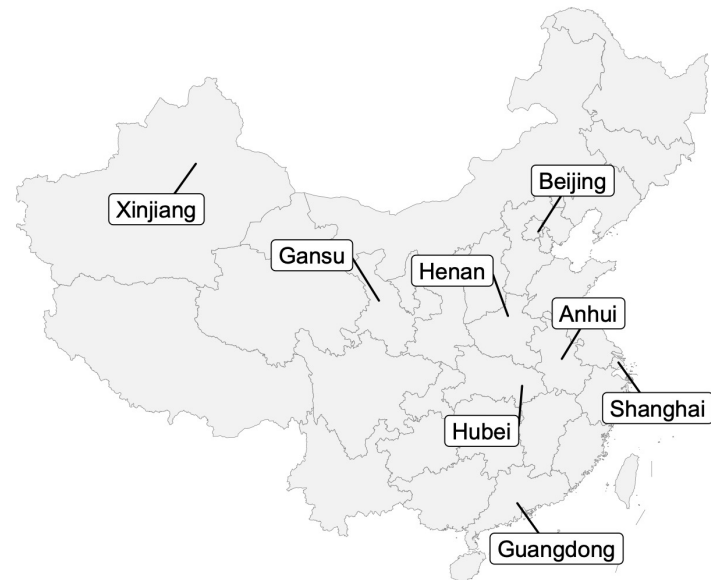 Beijing
Xinjiang
Gansu
Henan
Anhui
Shanghai
Hubei
Guangdong